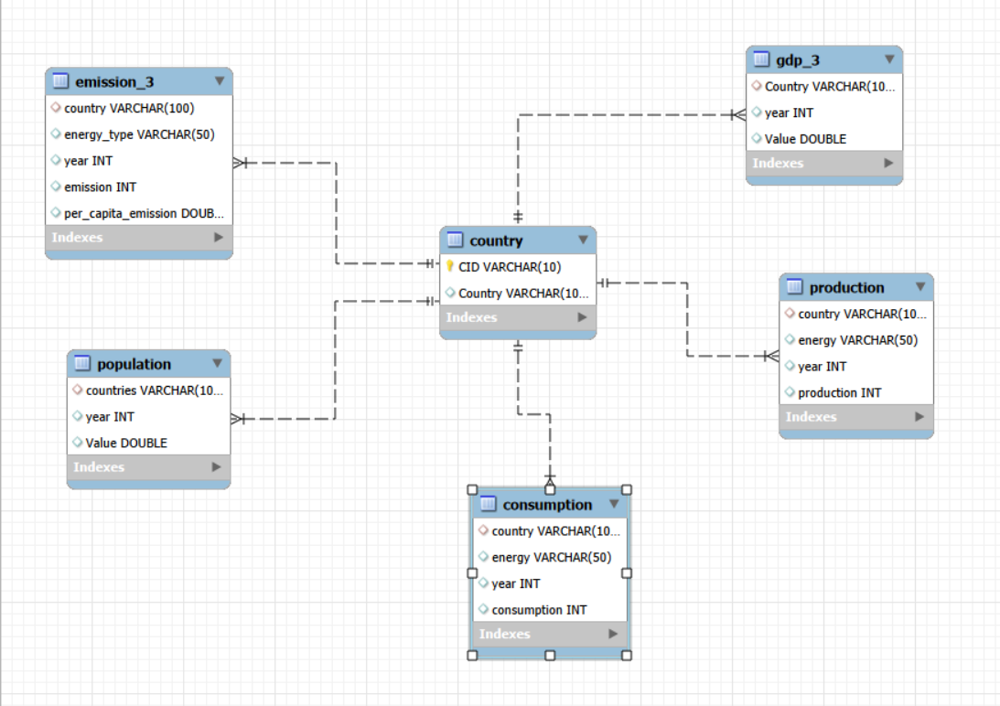 emission_3
country VARCHAR(100)
energy_type VARCHAR(50)
year INT
emission INT
per_capita_emission DOUB...
Indexes
gdp_3
Country VARCHAR(10...
year INT
Value DOUBLE
Indexes
country
CID VARCHAR(10)
Country VARCHAR(10...
Indexes
production
country VARCHAR(10...
energy VARCHAR(50)
year INT
production INT
Indexes
population
countries VARCHAR(10...
year INT
Value DOUBLE
Indexes
consumption
country VARCHAR(10...
energy VARCHAR(50)
year INT
consumption INT
Indexes